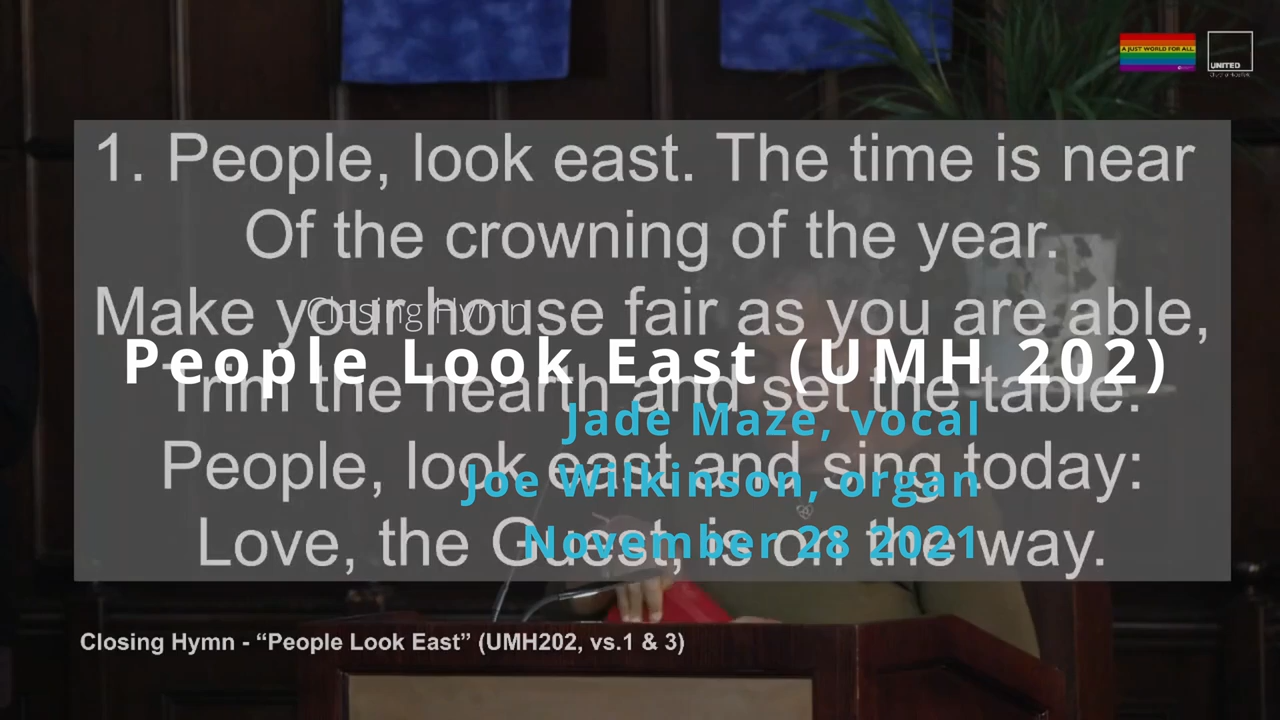 A JUST WORLD FOR ALL
UNITED
1. People, look east. The time is near
Of the crowning of the year.
Make your house fair as you are able,
Closing Hymn
People Look East (UMH 202)
Trim the hearth and set the table.
Jade Maze, vocal
People, look east and sing today:
Joe Wilkinson, organ
Love, the Guest, is on the way.
November 28 2021
Closing Hymn - “People Look East” (UMH202, vs.1 & 3)